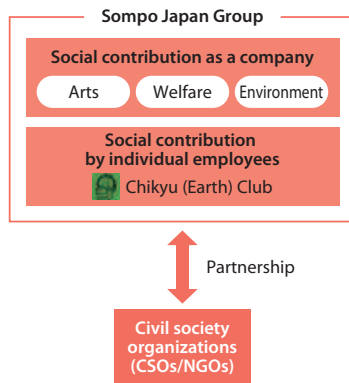 Sompo Japan Group
Social contribution as a company
Arts Welfare Environment
Social contribution
by individual employees
Chikyu (Earth) Club
Partnership
Civil society
organizations
(CSOs/NGOs)